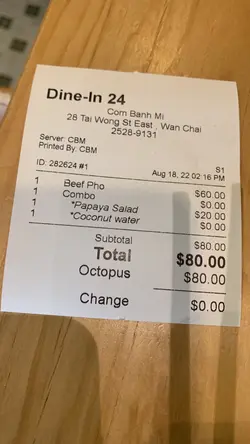 Dine-In 24
Com Banh Mi
28 Tai Wong St East , Wan Chai
2528-9131
Server: CBM
Printed By: CBM
S1
ID: 282624 #1 Aug 18, 22 02:16 PM
1 Beef Pho $60.00
1 Combo $0.00
1 *Papaya Salad $20.00
1 *Coconut water $0.00
Subtotal $80.00
Total $80.00
Octopus $80.00
Change $0.00